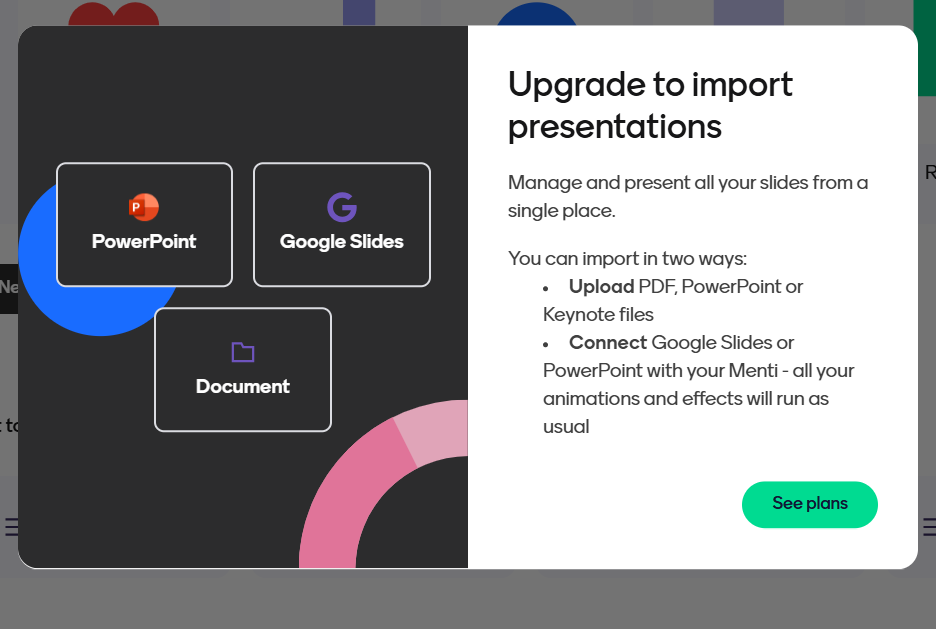 PowerPoint
Google Slides
Document
Upgrade to import
presentations
Manage and present all your slides from a
single place.
You can import in two ways:
• Upload PDF, PowerPoint or
Keynote files
• Connect Google Slides or
PowerPoint with your Menti - all your
animations and effects will run as
usual
See plans